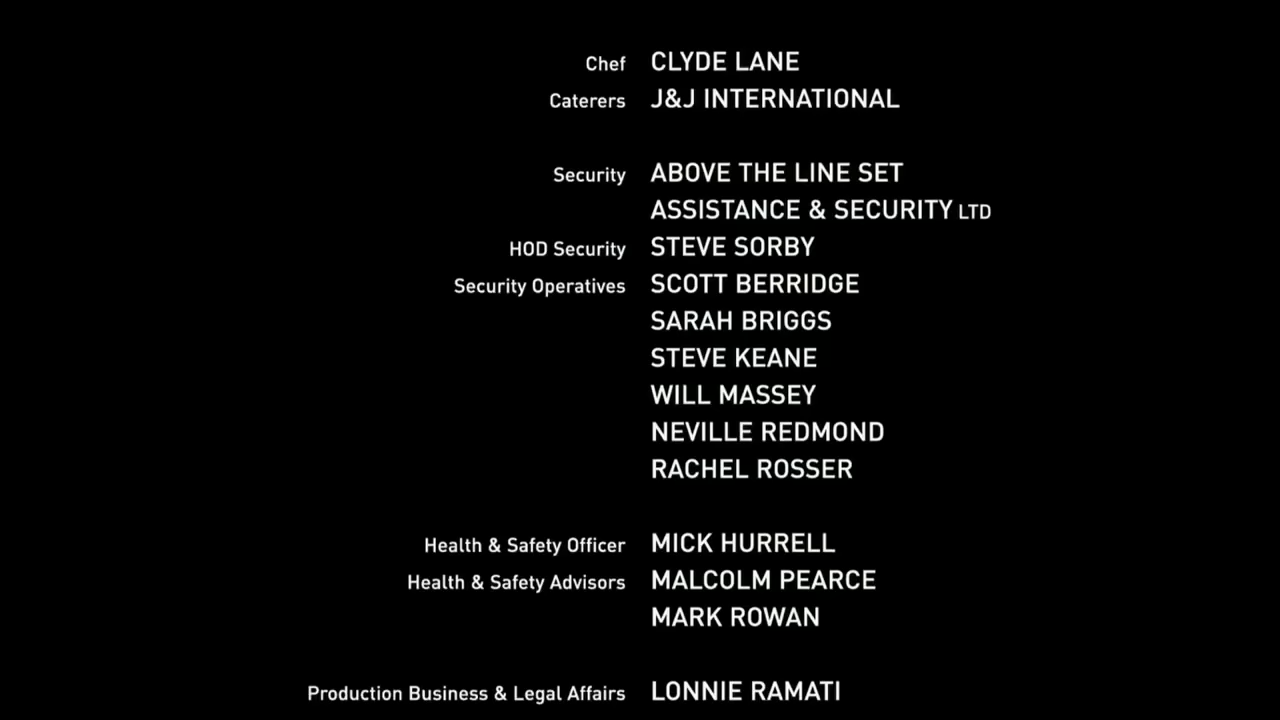 Chef CLYDE LANE
Caterers J&J INTERNATIONAL
Security ABOVE THE LINE SET
ASSISTANCE & SECURITY LTD
HOD Security STEVE SORBY
Security Operatives SCOTT BERRIDGE
SARAH BRIGGS
STEVE KEANE
WILL MASSEY
NEVILLE REDMOND
RACHEL ROSSER
Health & Safety Officer MICK HURRELL
Health & Safety Advisors MALCOLM PEARCE
MARK ROWAN
Production Business & Legal Affairs LONNIE RAMATI